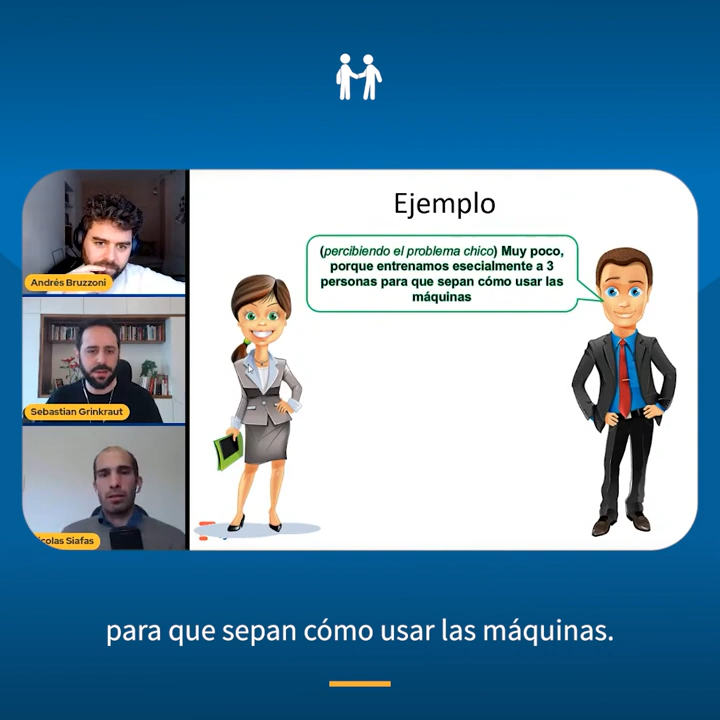 Ejemplo
(percibiendo el problema chico) Muy poco,
porque entrenamos esecialmente a 3
personas para que sepan cómo usar las
máquinas
Andrés Bruzzoni
Sebastian Grinkraut
icolas Siafas
para que sepan cómo usar las máquinas.